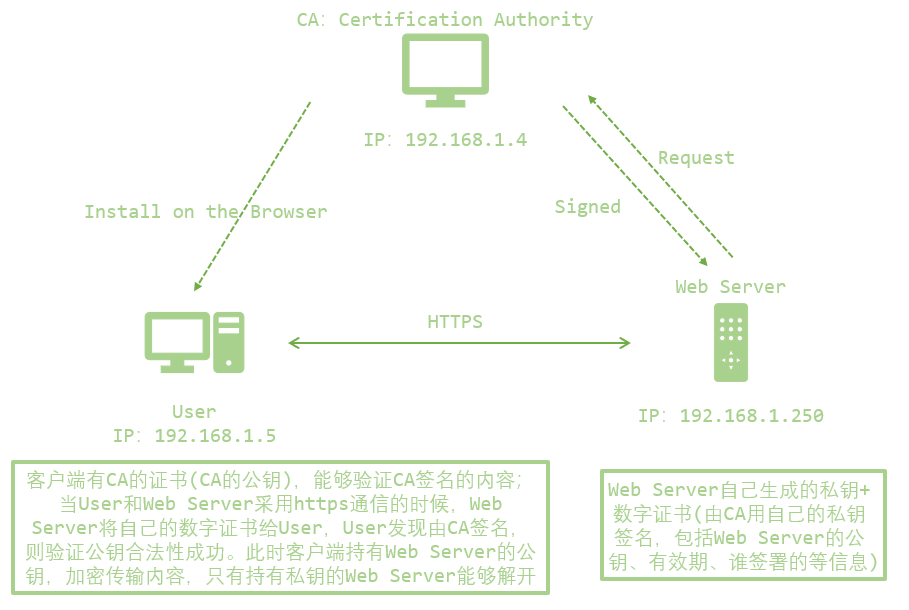 CA: Certification Authority
IP: 192.168.1.4
Request
Install on the Browser
Signed
Web Server
HTTPS
User
IP: 192.168.1.5
IP: 192.168.1.250
客户端有CA的证书(CA的公钥), 能够验证CA签名的内容;
当User和Web Server采用https通信的时候, Web
Server将自己的数字证书给User, User发现由CA签名,
则验证公钥合法性成功。此时客户端持有Web Server的公
钥, 加密传输内容, 只有持有私钥的Web Server能够解开
Web Server自己生成的私钥+
数字证书(由CA用自己的私钥
签名, 包括Web Server的公
钥、有效期、谁签署的等信息)